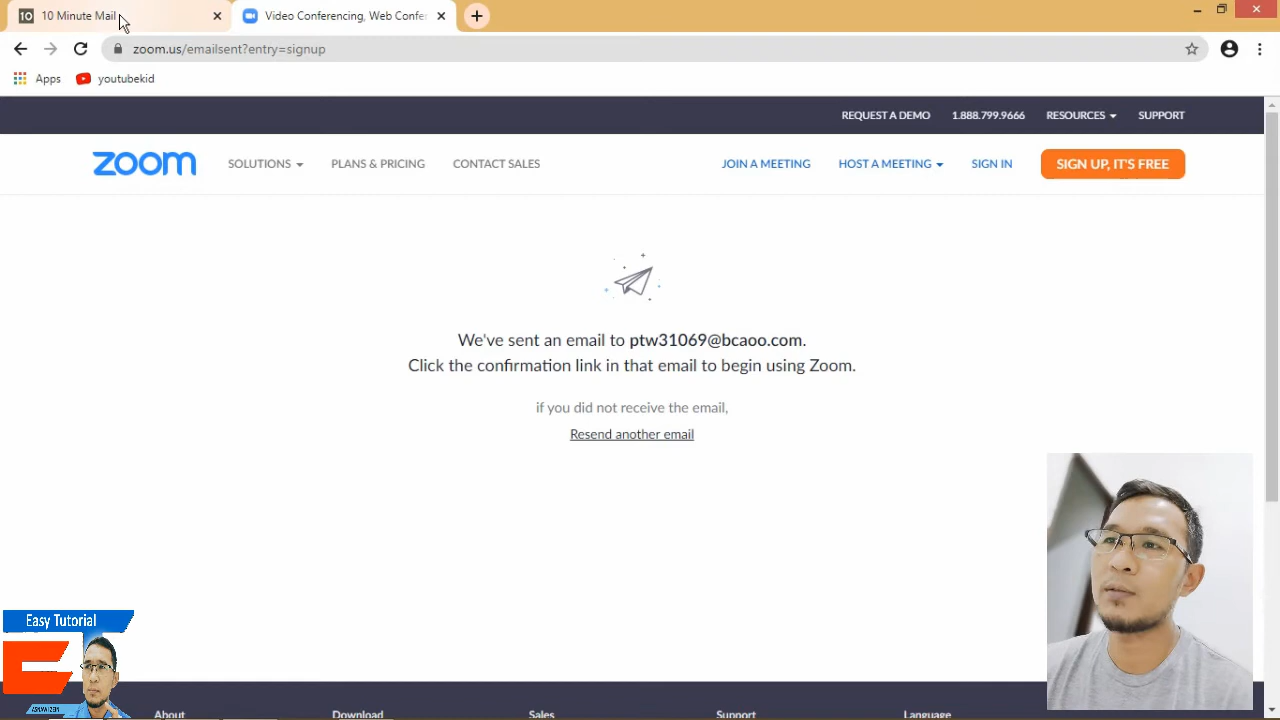 10 Minute Mail
Video Conferencing, Web Confer
zoom.us/emailsent?entry=signup
Apps
youtubekid
REQUEST A DEMO
1.888.799.9666
RESOURCES
SUPPORT
zoom
SOLUTIONS
PLANS & PRICING
CONTACT SALES
JOIN A MEETING
HOST A MEETING
SIGN IN
SIGN UP, IT'S FREE
We've sent an email to ptw31069@bcaoo.com.
Click the confirmation link in that email to begin using Zoom.
if you did not receive the email,
Resend another email
Easy Tutorial
About
Download
Sales
Support
Language